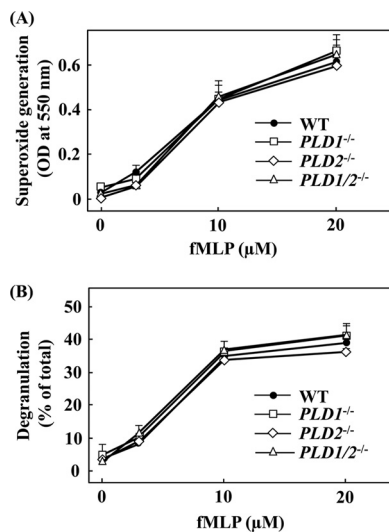 (A)
Superoxide generation
(OD at 550 nm)
0.6
0.4
0.2
0
WT
PLD1-/-
PLD2-/-
PLD1/2-/-
0
10
20
fMLP (µM)
(B)
Degranulation
(% of total)
50
40
30
20
10
0
WT
PLD1-/-
PLD2-/-
PLD1/2-/-
0
10
20
fMLP (µM)